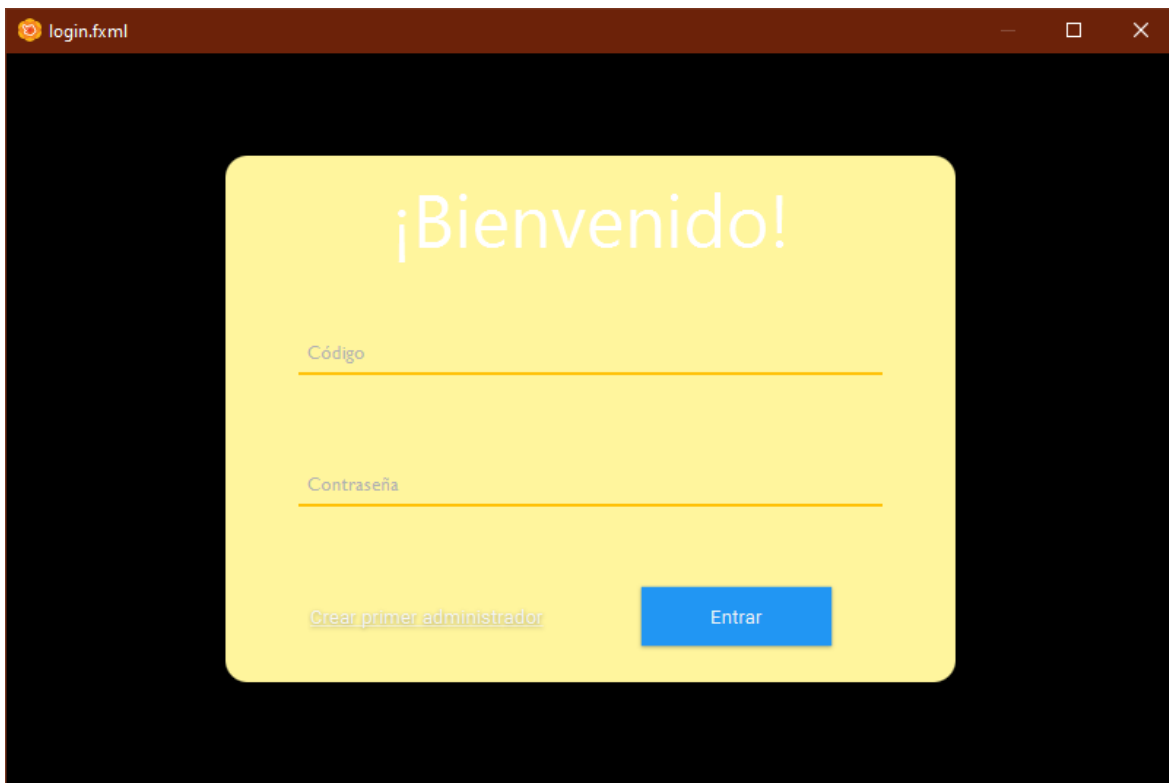 login.fxml
¡Bienvenido!
Código
Contraseña
Crear primer administrador
Entrar